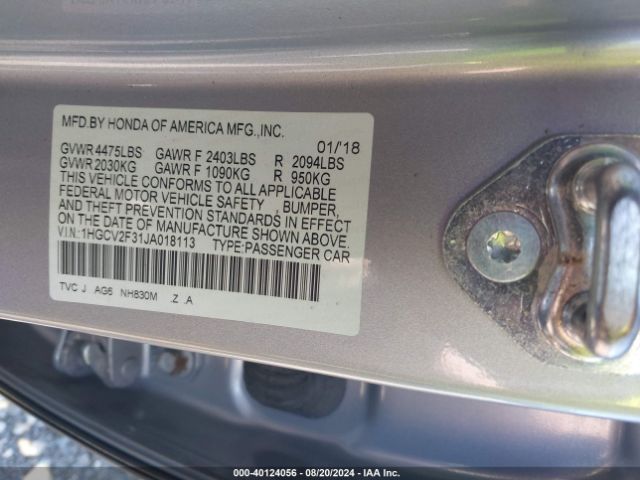 MFD.BY HONDA OF AMERICA MFG.,INC.
01/'18
GVWR 4475LBS GAWR F 2403LBS R 2094LBS
GVWR 2030KG GAWR F 1090KG R 950KG
THIS VEHICLE CONFORMS TO ALL APPLICABLE
FEDERAL MOTOR VEHICLE SAFETY , BUMPER,
AND THEFT PREVENTION STANDARDS IN EFFECT
ON THE DATE OF MANUFACTURE SHOWN ABOVE.
V.I.N.:1HGCV2F31JA018113 TYPE:PASSENGER CAR
TVC J AG6 NH830M .Z .A
000-40124056 - 08/20/2024 - IAA Inc.